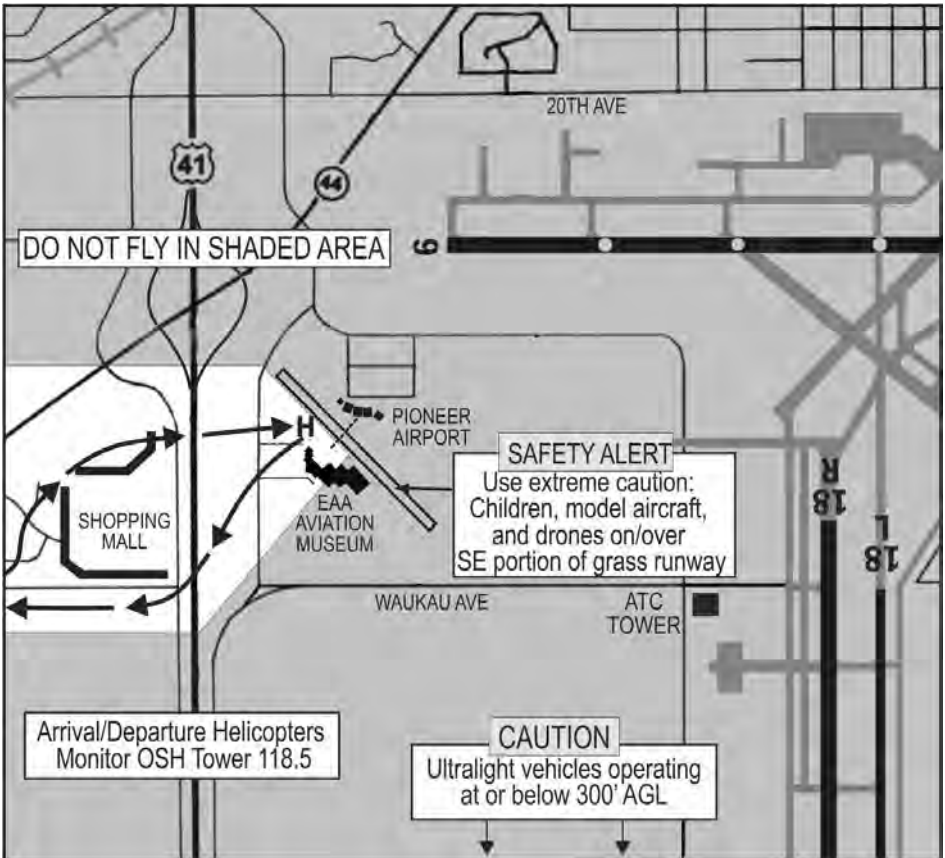 20TH AVE
41
44
DO NOT FLY IN SHADED AREA
9
H
PIONEER
AIRPORT
SHOPPING
MALL
EAA
AVIATION
MUSEUM
SAFETY ALERT
Use extreme caution:
Children, model aircraft,
and drones on/over
SE portion of grass runway
18
R
18
L
WAUKAU AVE
ATC
TOWER
Arrival/Departure Helicopters
Monitor OSH Tower 118.5
CAUTION
Ultralight vehicles operating
at or below 300' AGL